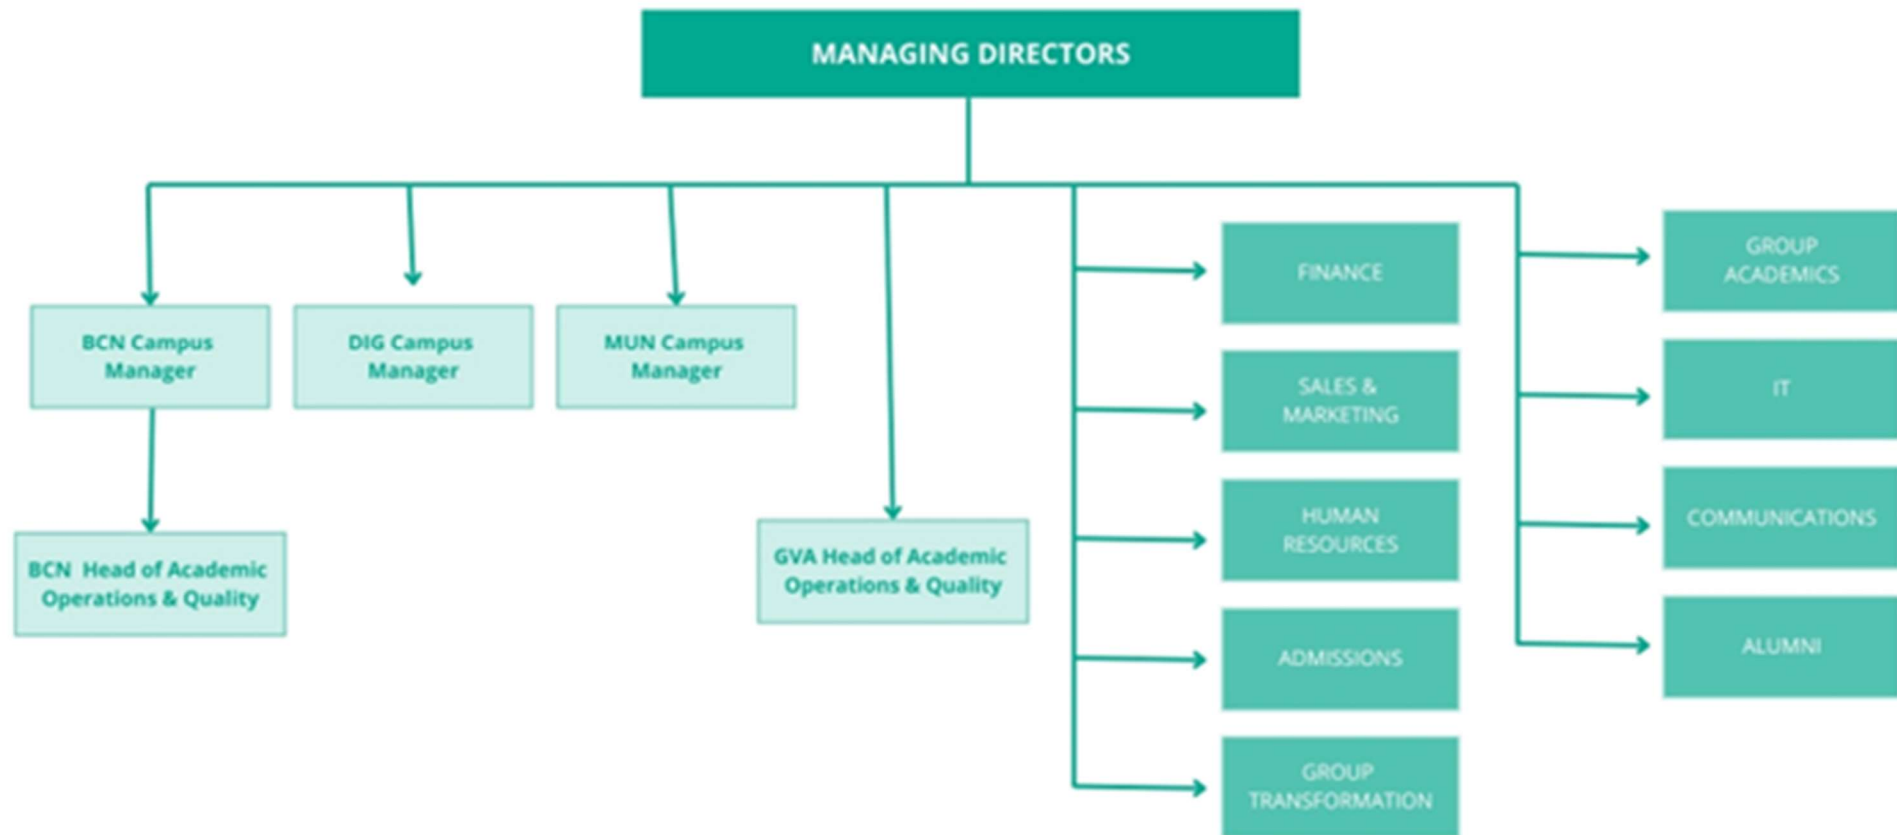 MANAGING DIRECTORS
BCN Campus
Manager
DIG Campus
Manager
MUN Campus
Manager
BCN Head of Academic
Operations & Quality
GVA Head of Academic
Operations & Quality
FINANCE
SALES &
MARKETING
HUMAN
RESOURCES
ADMISSIONS
GROUP
TRANSFORMATION
GROUP
ACADEMICS
IT
COMMUNICATIONS
ALUMNI